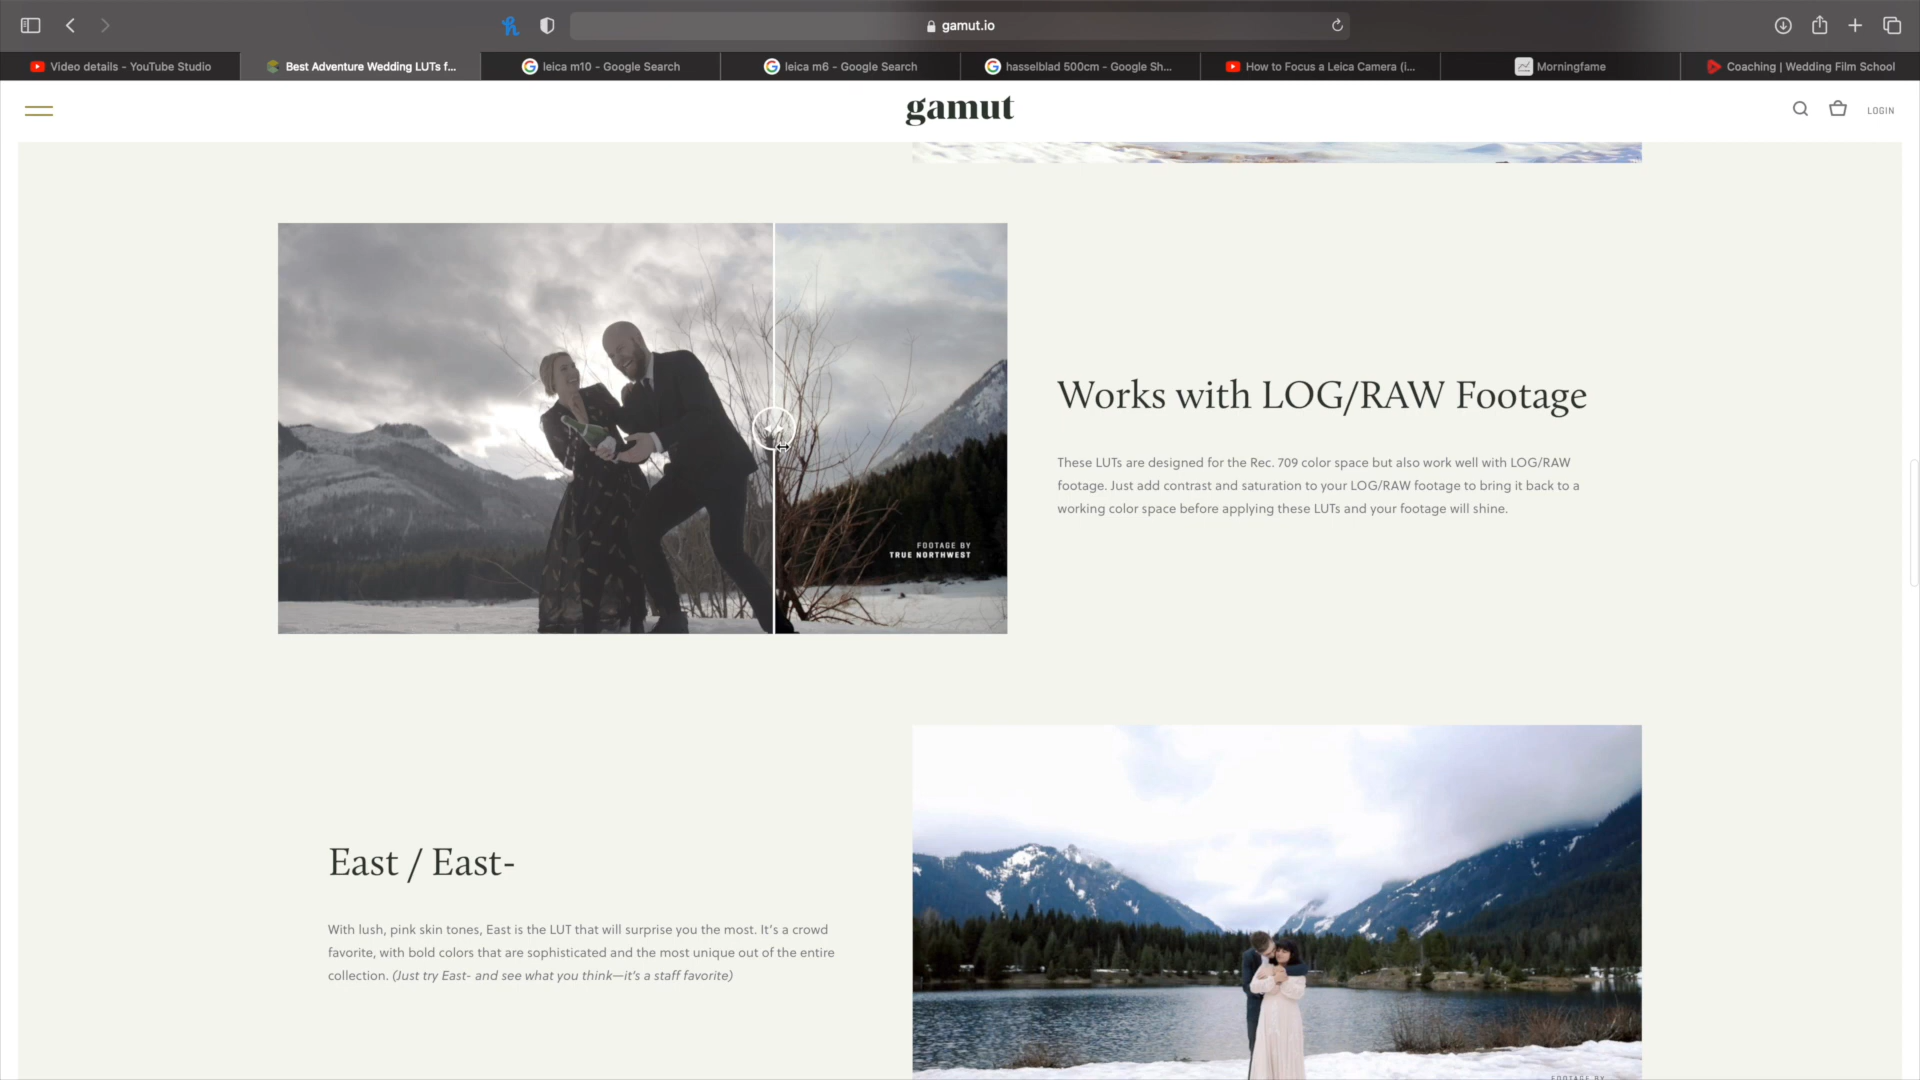 gamut.io
Video details - YouTube Studio
Best Adventure Wedding LUTs f...
leica m10 - Google Search
leica m6 - Google Search
hasselblad 500cm - Google Sh...
How to Focus a Leica Camera (i...
Morningfame
Coaching | Wedding Film School
gamut
LOGIN
FOOTAGE BY
TRUE NORTHWEST
Works with LOG/RAW Footage
These LUTs are designed for the Rec. 709 color space but also work well with LOG/RAW
footage. Just add contrast and saturation to your LOG/RAW footage to bring it back to a
working color space before applying these LUTs and your footage will shine.
East / East-
With lush, pink skin tones, East is the LUT that will surprise you the most. It's a crowd
favorite, with bold colors that are sophisticated and the most unique out of the entire
collection. (Just try East- and see what you think—it's a staff favorite)
FOOTAGE BY